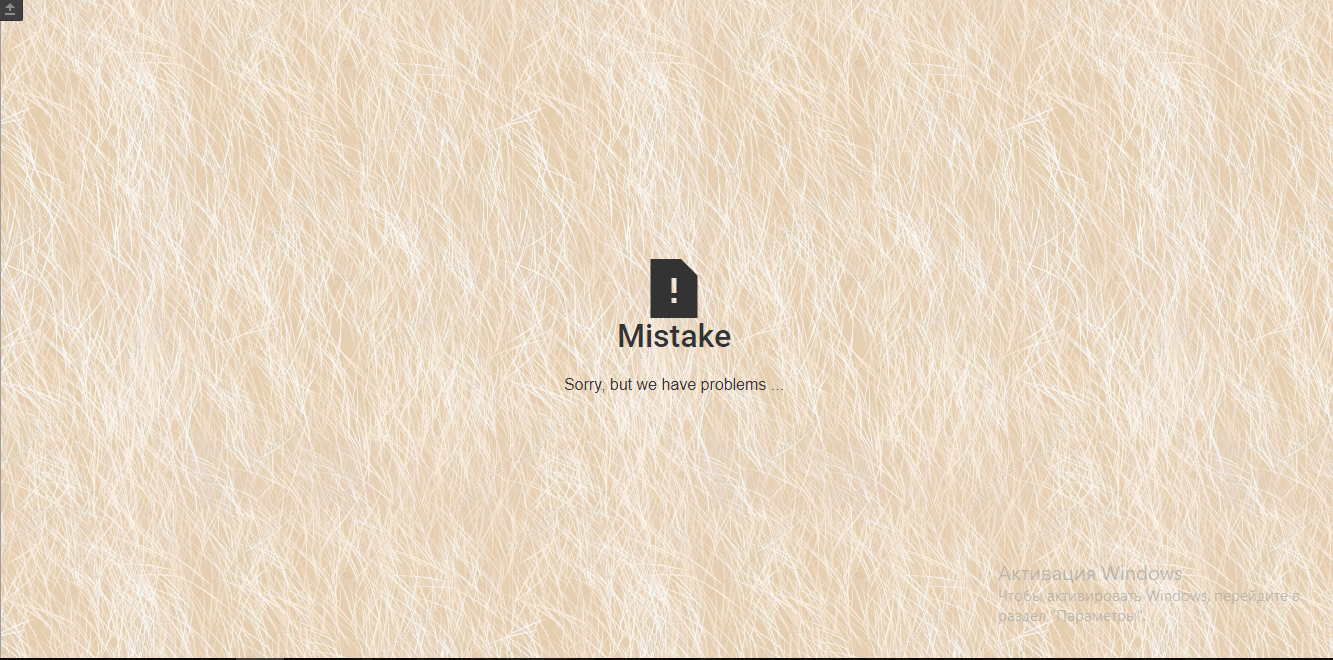 !
Mistake
Sorry, but we have problems ...
Активация Windows
Чтобы активировать Windows, перейдите в
раздел "Параметры".